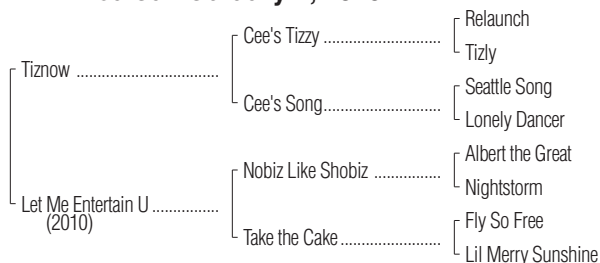 Cee's Tizzy ..............................
Relaunch
Tizly
Tiznow ....................................
Cee's Song..............................
Seattle Song
Lonely Dancer
Nobiz Like Shobiz .................
Albert the Great
Nightstorm
Let Me Entertain U .................
(2010)
Take the Cake.........................
Fly So Free
Lil Merry Sunshine